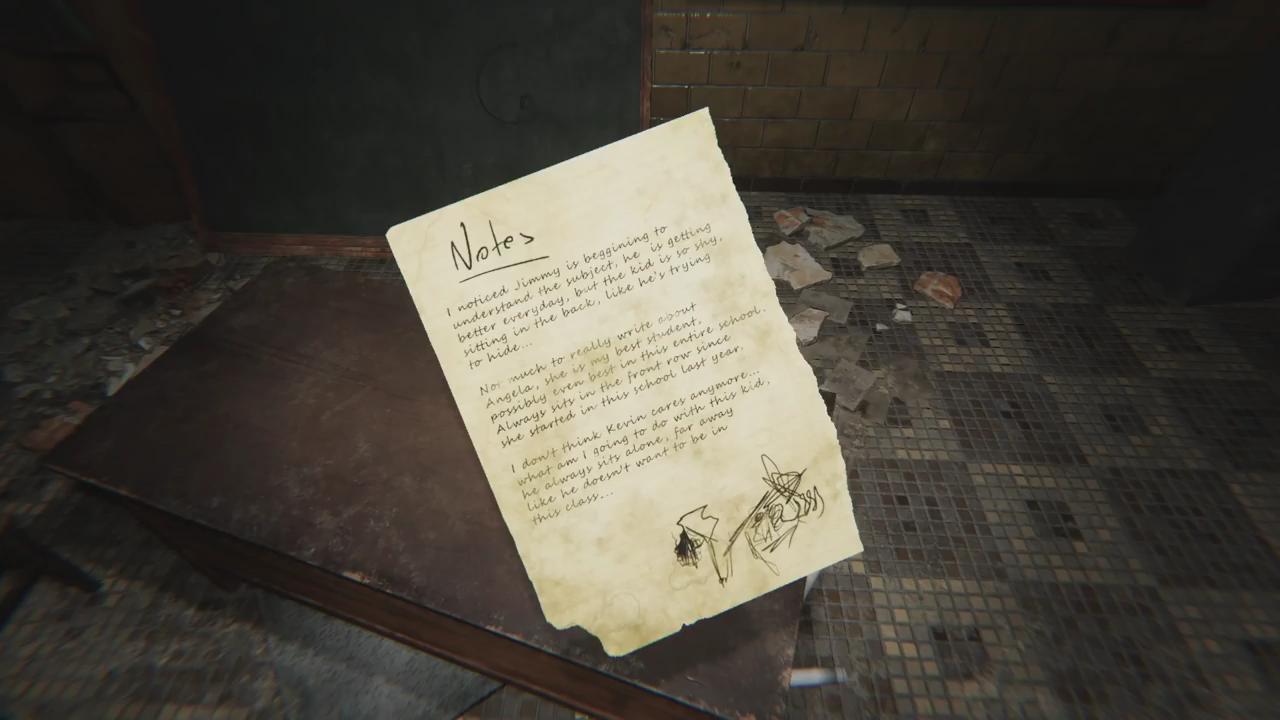 Notes
I noticed Jimmy is beggining to
understand the subject, he is getting
better everyday, but the kid is so shy,
sitting in the back, like he's trying
to hide...
Not much to really write about
Angela, she is my best student,
possibly even best in this entire school.
Always sits in the front row since
she started in this school last year.
I don't think Kevin cares anymore...
what am I going to do with this kid,
he always sits alone, far away
like he doesn't want to be in
this class...